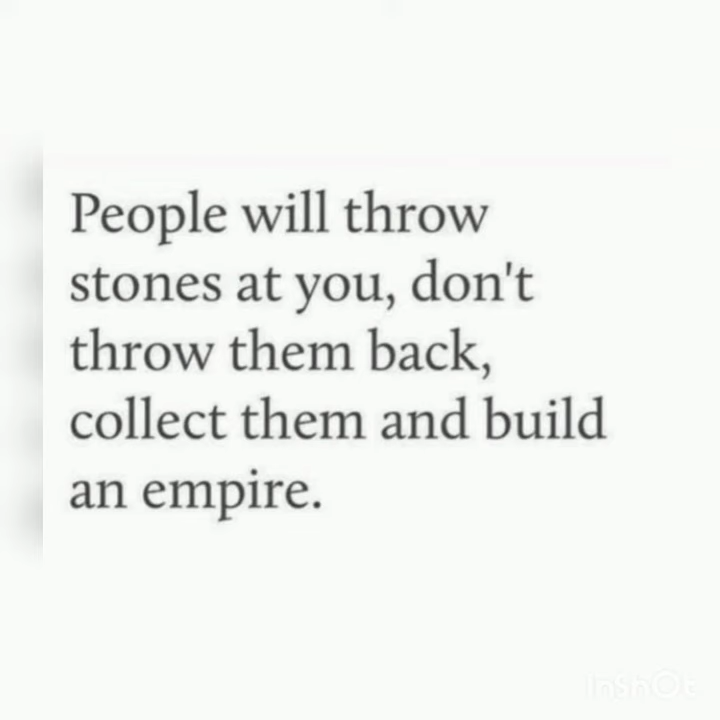 People will throw
stones at you, don't
throw them back,
collect them and build
an empire.
InShOt